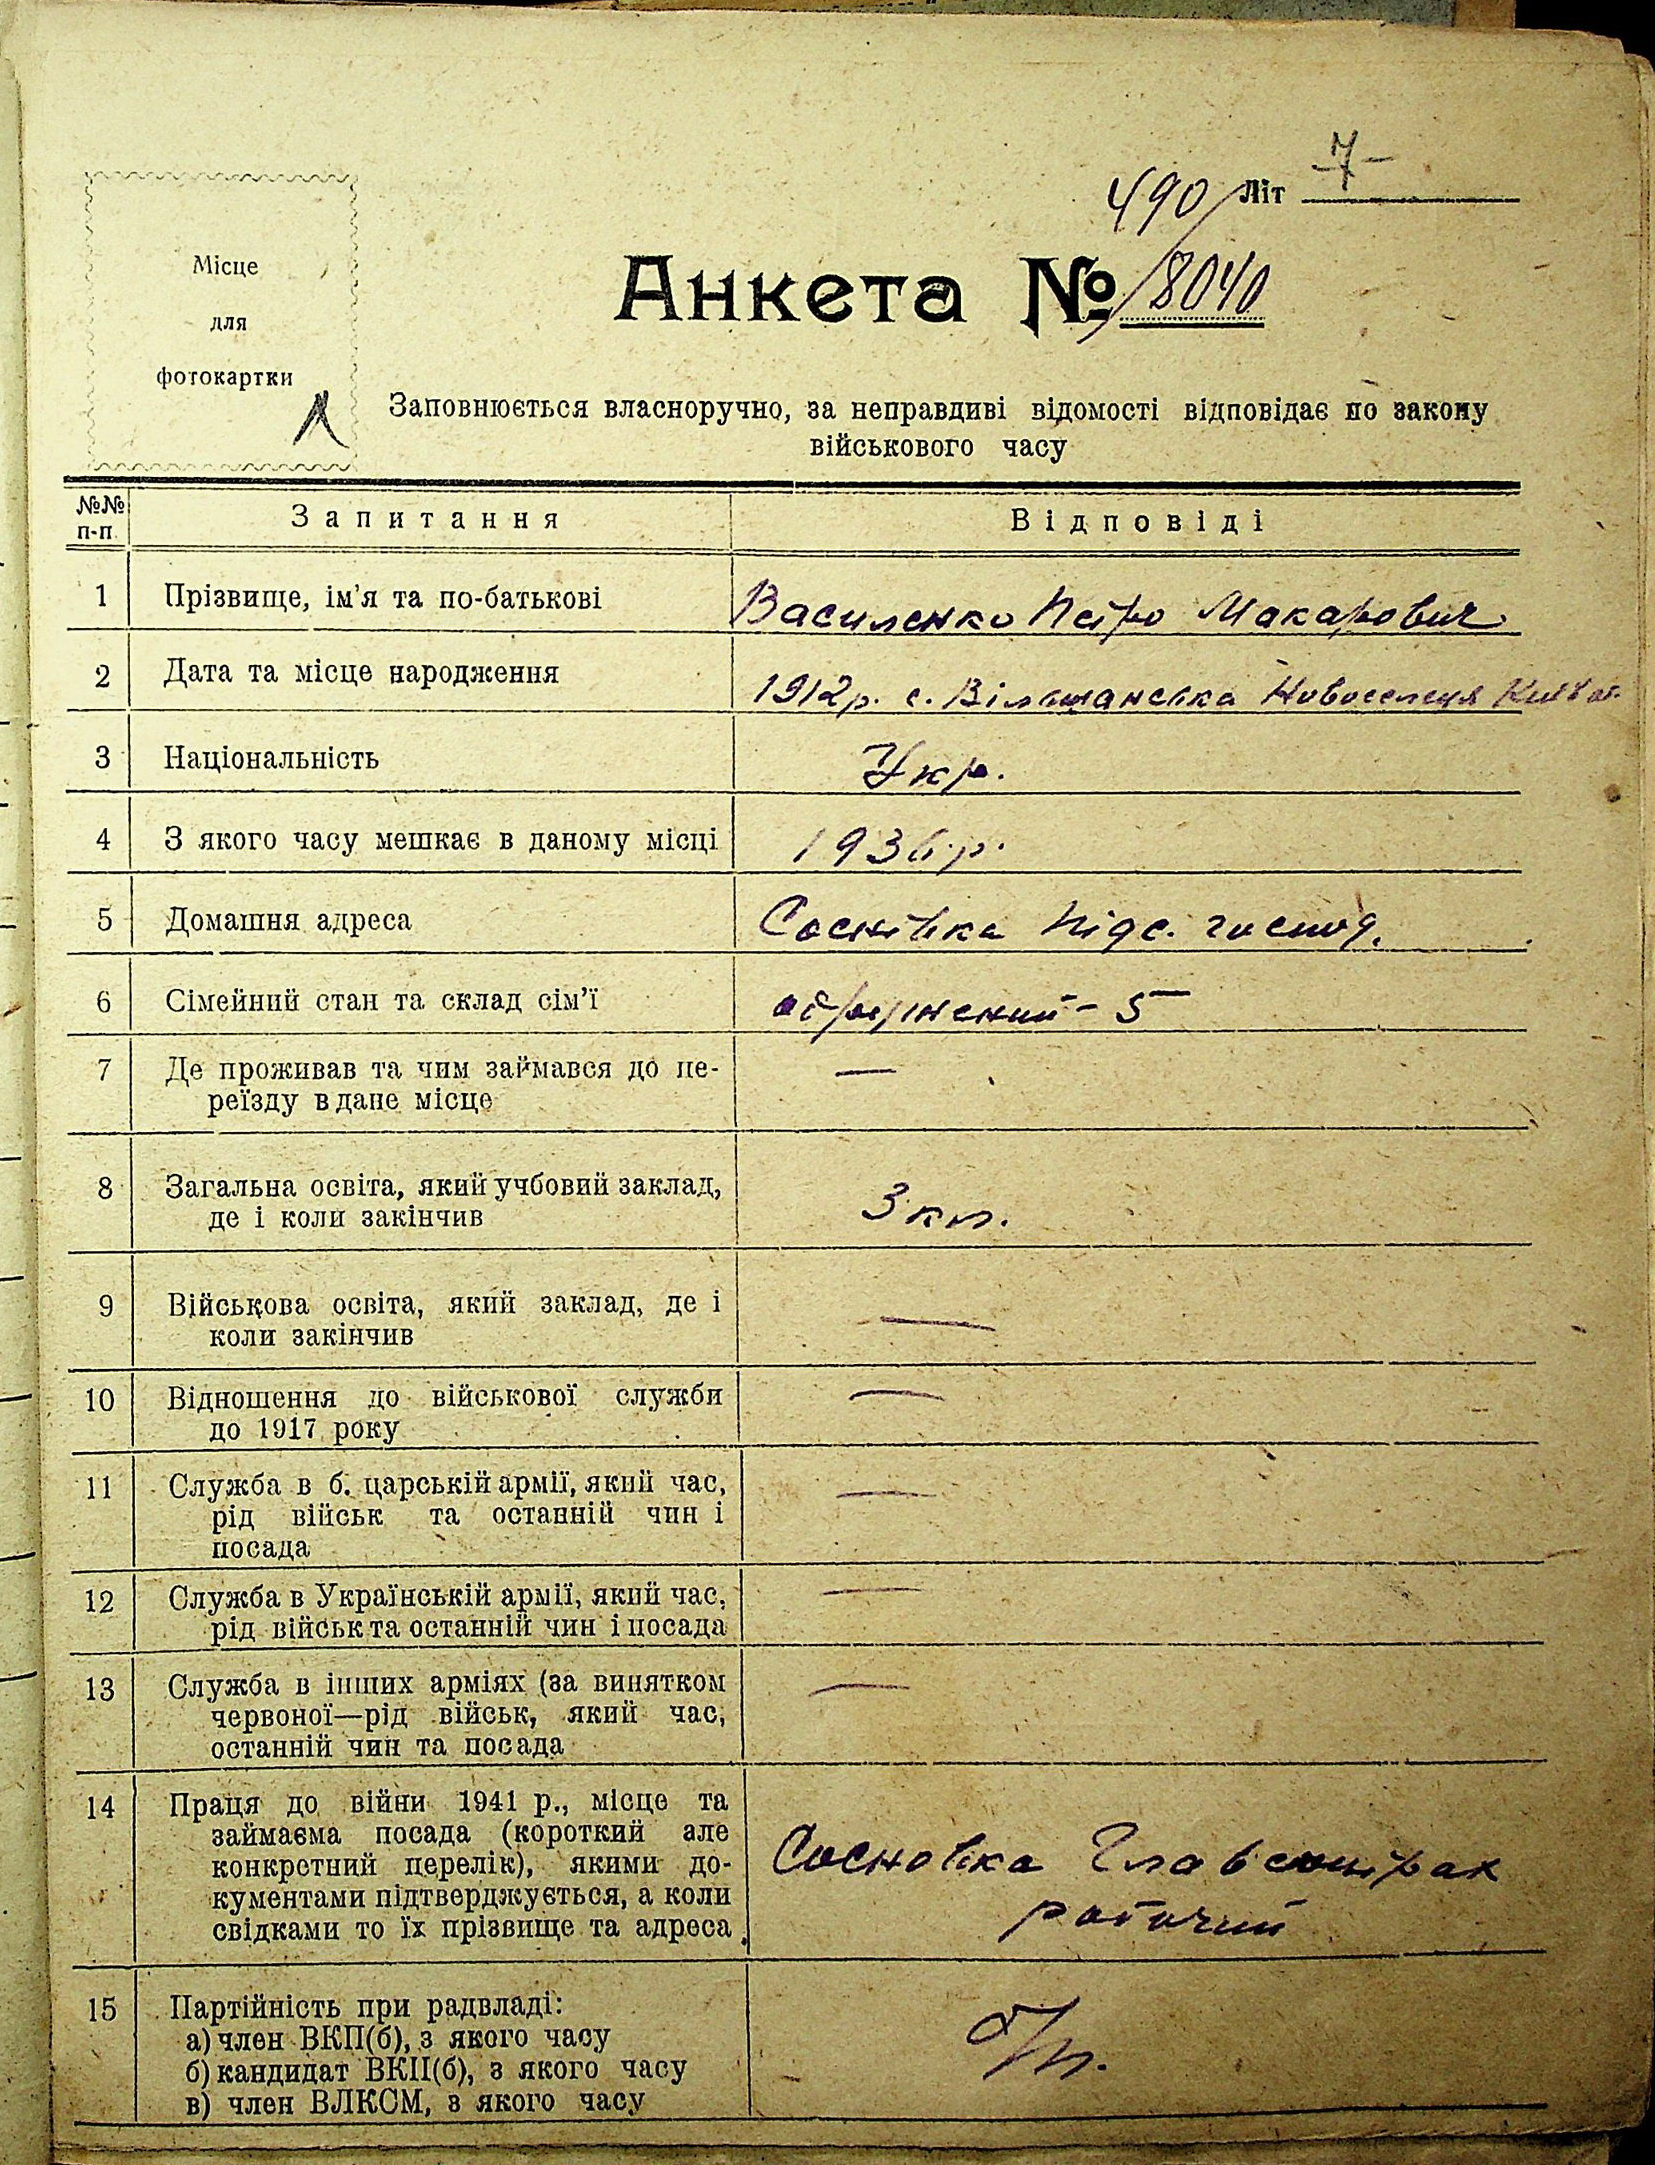 490/ Літ 7
Місце
для
фотокартки
Анкета № 8040
Заповнюється власноручно, за неправдиві відомості відповідає по закону
військового часу
№№ п-п Запитання Відповіді
1 Прізвище, ім'я та по-батькові Василенко Петро Макарович
2 Дата та місце народження 1912 р. с. Вільшанська Новоселеця
3 Національність Укр.
4 З якого часу мешкає в даному місці 1936 р.
5 Домашня адреса Соснівка Підс. господ.
6 Сімейний стан та склад сім'ї одружений - 5
7 Де проживав та чим займався до пе- —
реїзду в дане місце
8 Загальна освіта, який учбовий заклад, 3 кл.
де і коли закінчив
9 Військова освіта, який заклад, де і —
коли закінчив
10 Відношення до військової служби —
до 1917 року
11 Служба в б. царській армії, який час, —
рід військ та останній чин і
посада
12 Служба в Українській армії, який час, —
рід військ та останній чин і посада
13 Служба в інших арміях (за винятком —
червоної—рід військ, який час,
останній чин та посада
14 Праця до війни 1941 р., місце та
займаєма посада (короткий але
конкретний перелік), якими до- Сосновка
кументами підтверджується, а коли
свідками то їх прізвище та адреса робочий
15 Партійність при радвладі: б/п.
а) член ВКП(б), з якого часу
б) кандидат ВКП(б), з якого часу
в) член ВЛКСМ, з якого часу